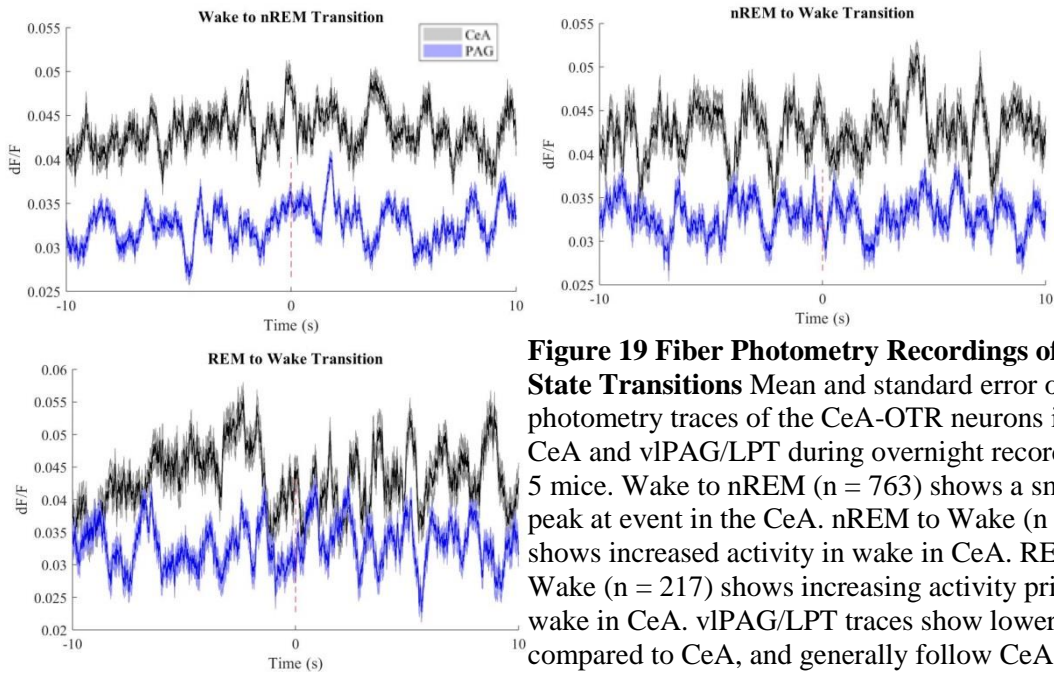 Wake to nREM Transition
CeA
PAG
0.055
0.05
0.045
0.04
0.035
0.03
0.025
dF/F
-10
0
10
Time (s)
nREM to Wake Transition
0.055
0.05
0.045
0.04
0.035
0.03
0.025
dF/F
-10
0
10
Time (s)
REM to Wake Transition
0.06
0.055
0.05
0.045
0.04
0.035
0.03
0.025
0.02
dF/F
-10
0
10
Time (s)
Figure 19 Fiber Photometry Recordings of
State Transitions Mean and standard error
photometry traces of the CeA-OTR neurons
CeA and vlPAG/LPT during overnight
5 mice. Wake to nREM (n = 763) shows a
peak at event in the CeA. nREM to Wake (n
shows increased activity in wake in CeA.
Wake (n = 217) shows increasing activity
wake in CeA. vlPAG/LPT traces show lower
compared to CeA, and generally follow CeA